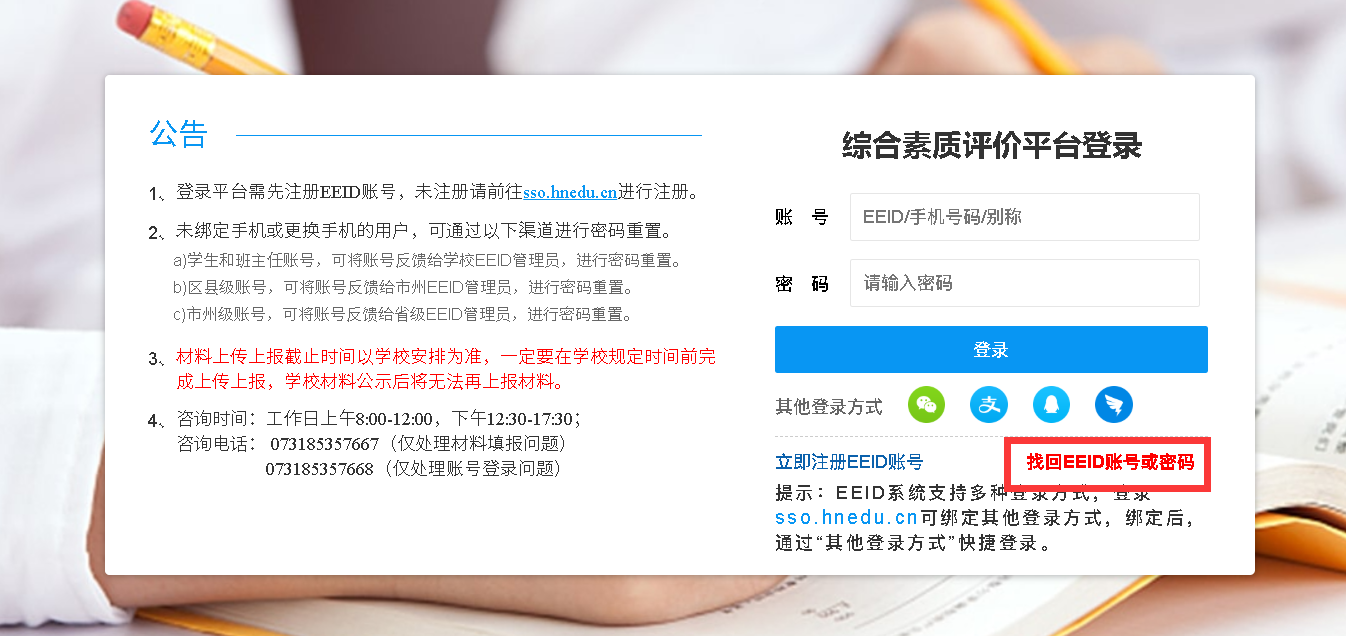 公告
1、登录平台需先注册EEID账号，未注册请前往sso.hnedu.cn进行注册。
2、未绑定手机或更换手机的用户，可通过以下渠道进行密码重置。
a)学生和班主任账号，可将账号反馈给学校EEID管理员，进行密码重置。
b)区县级账号，可将账号反馈给市州EEID管理员，进行密码重置。
c)市州级账号，可将账号反馈给省级EEID管理员，进行密码重置。
3、材料上传上报截止时间以学校安排为准，一定要在学校规定时间前完
成上传上报，学校材料公示后将无法再上报材料。
4、咨询时间：工作日上午8:00-12:00，下午12:30-17:30；
咨询电话： 073185357667（仅处理材料填报问题）
073185357668（仅处理账号登录问题）
综合素质评价平台登录
账 号 EEID/手机号码/别称
密 码 请输入密码
登录
其他登录方式
立即注册EEID账号 找回EEID账号或密码
提示：EEID系统支持多种登录方式，登录
sso.hnedu.cn可绑定其他登录方式，绑定后，
通过“其他登录方式”快捷登录。